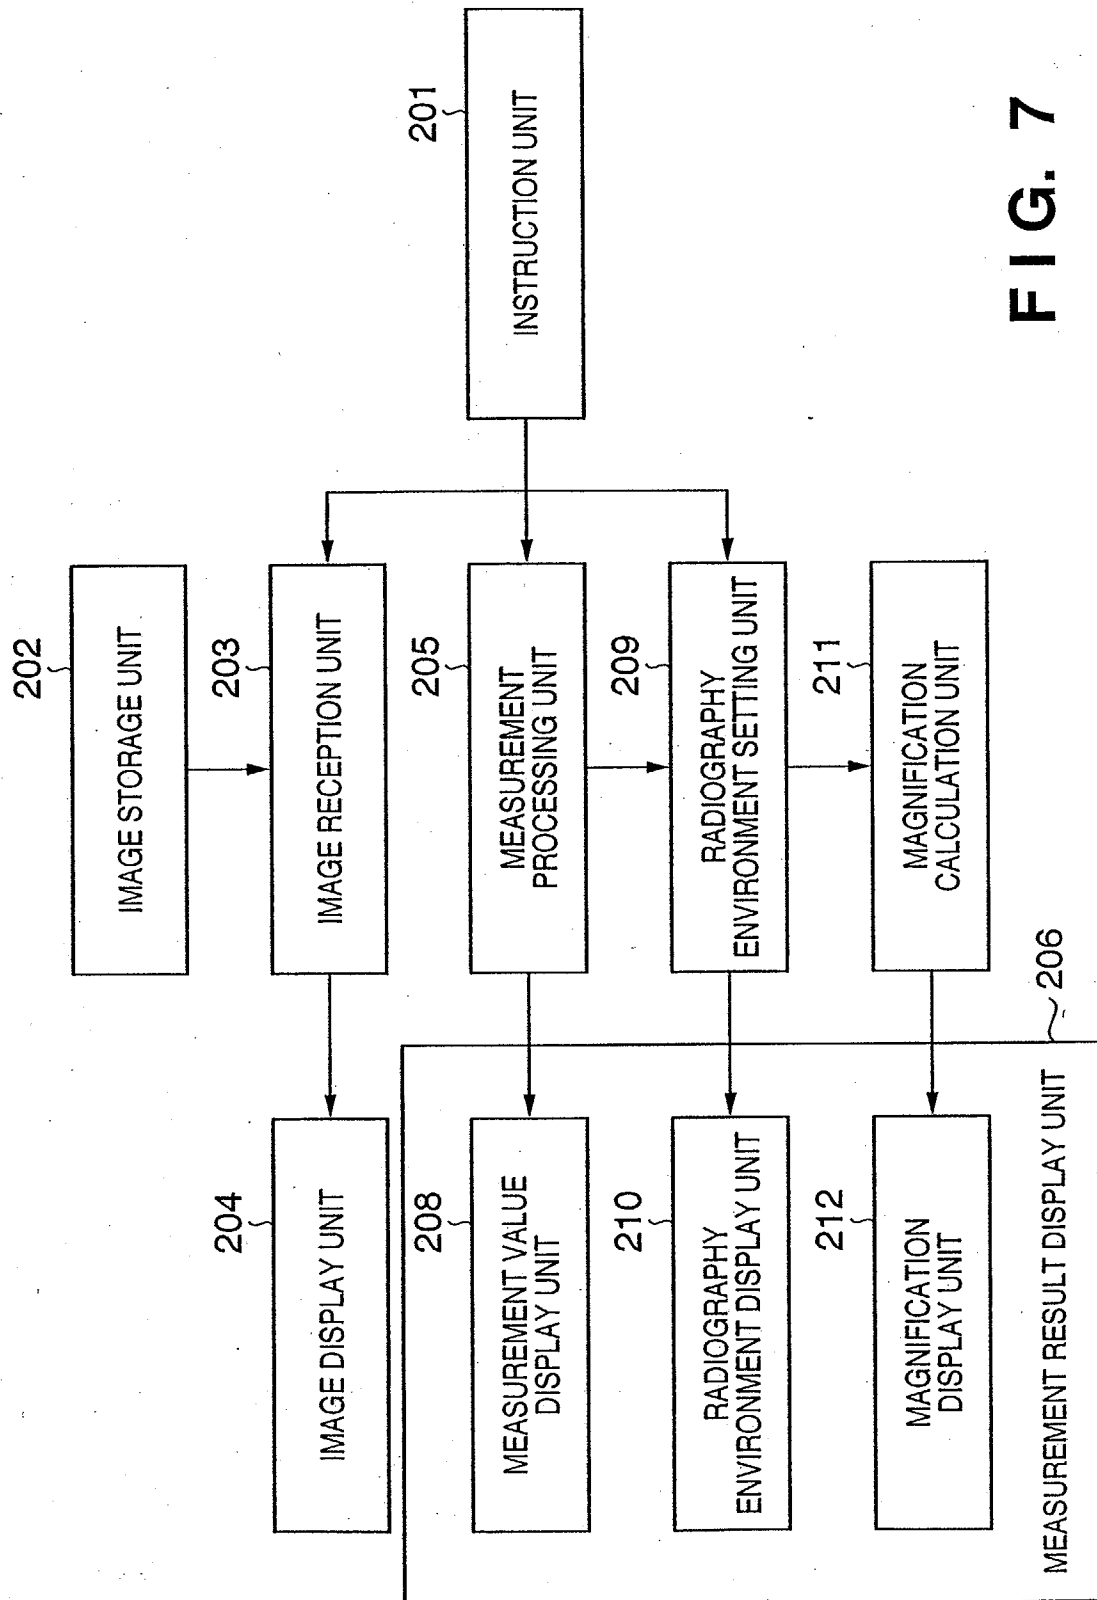 FIG. 7
201
INSTRUCTION UNIT
202
IMAGE STORAGE UNIT
203
IMAGE RECEPTION UNIT
205
MEASUREMENT
PROCESSING UNIT
209
RADIOGRAPHY
ENVIRONMENT SETTING UNIT
211
MAGNIFICATION
CALCULATION UNIT
206
204
IMAGE DISPLAY UNIT
208
MEASUREMENT VALUE
DISPLAY UNIT
210
RADIOGRAPHY
ENVIRONMENT DISPLAY UNIT
212
MAGNIFICATION
DISPLAY UNIT
MEASUREMENT RESULT DISPLAY UNIT